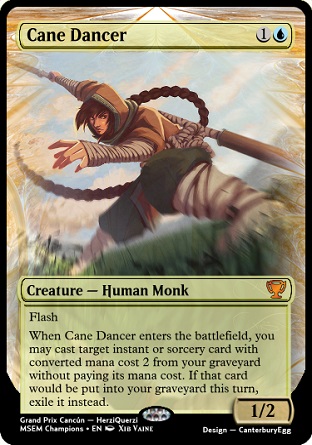 Cane Dancer 1
Creature — Human Monk
Flash
When Cane Dancer enters the battlefield, you
may cast target instant or sorcery card with
converted mana cost 2 from your graveyard
without paying its mana cost. If that card
would be put into your graveyard this turn,
exile it instead.
1/2
Grand Prix Cancún — HerziQuerzi
MSEM Champions • EN Xib Vaine
Design — CanterburyEgg